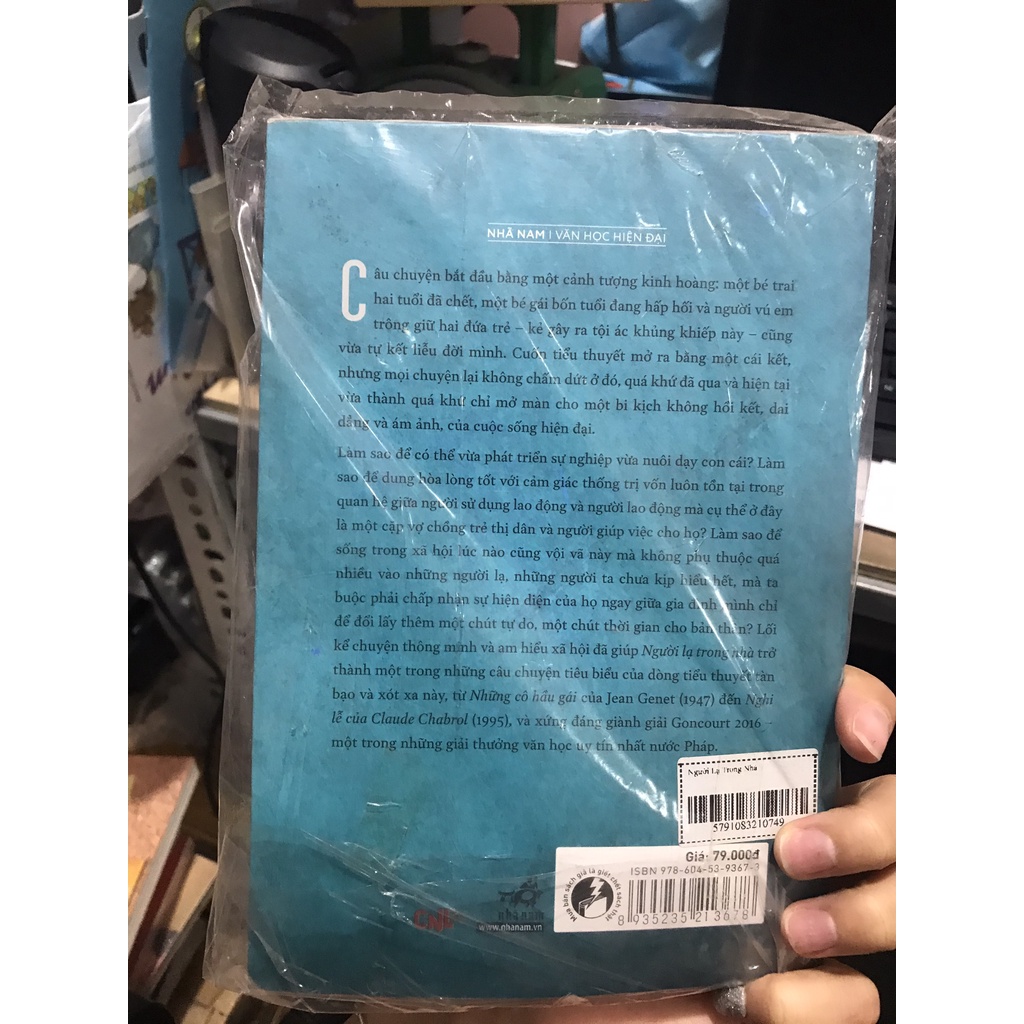 NHÃ NAM | VĂN HỌC HIỆN ĐẠI
Câu chuyện bắt đầu bằng một cảnh tượng kinh hoàng: một bé trai
hai tuổi đã chết, một bé gái bốn tuổi đang hấp hối và người vú em
trông giữ hai đứa trẻ – kẻ gây ra tội ác khủng khiếp này – cũng
vừa tự kết liễu đời mình. Cuốn tiểu thuyết mở ra bằng một cái kết,
nhưng mọi chuyện lại không chấm dứt ở đó, quá khứ đã qua và hiện tại
vừa thành quá khứ chỉ mở màn cho một bi kịch không hồi kết, dai
dẳng và ám ảnh, của cuộc sống hiện đại.
Làm sao để có thể vừa phát triển sự nghiệp vừa nuôi dạy con cái? Làm
sao để dung hòa lòng tốt với cảm giác thống trị vốn luôn tồn tại trong
quan hệ giữa người sử dụng lao động và người lao động mà cụ thể ở đây
là một cặp vợ chồng trẻ thị dân và người giúp việc cho họ? Làm sao để
sống trong xã hội lúc nào cũng vội vã này mà không phụ thuộc quá
nhiều vào những người lạ, những người ta chưa kịp hiểu hết, mà ta
buộc phải chấp nhận sự hiện diện của họ ngay giữa gia đình mình chỉ
để đổi lấy thêm một chút tự do, một chút thời gian cho bản thân? Lối
kể chuyện thông minh và am hiểu xã hội đã giúp Người lạ trong nhà trở
thành một trong những câu chuyện tiêu biểu của dòng tiểu thuyết tàn
bạo và xót xa này, từ Những cô hầu gái của Jean Genet (1947) đến Nghi
lễ của Claude Chabrol (1995), và xứng đáng giành giải Goncourt 2016 –
một trong những giải thưởng văn học uy tín nhất nước Pháp.
Người Lạ Trong Nhà
5791083210749
Giá: 79.000đ
ISBN 978-604-53-9367-3
Mua bán sách giả là giết chết sách thật
8 935235 213678
nhã nam
www.nhanam.vn